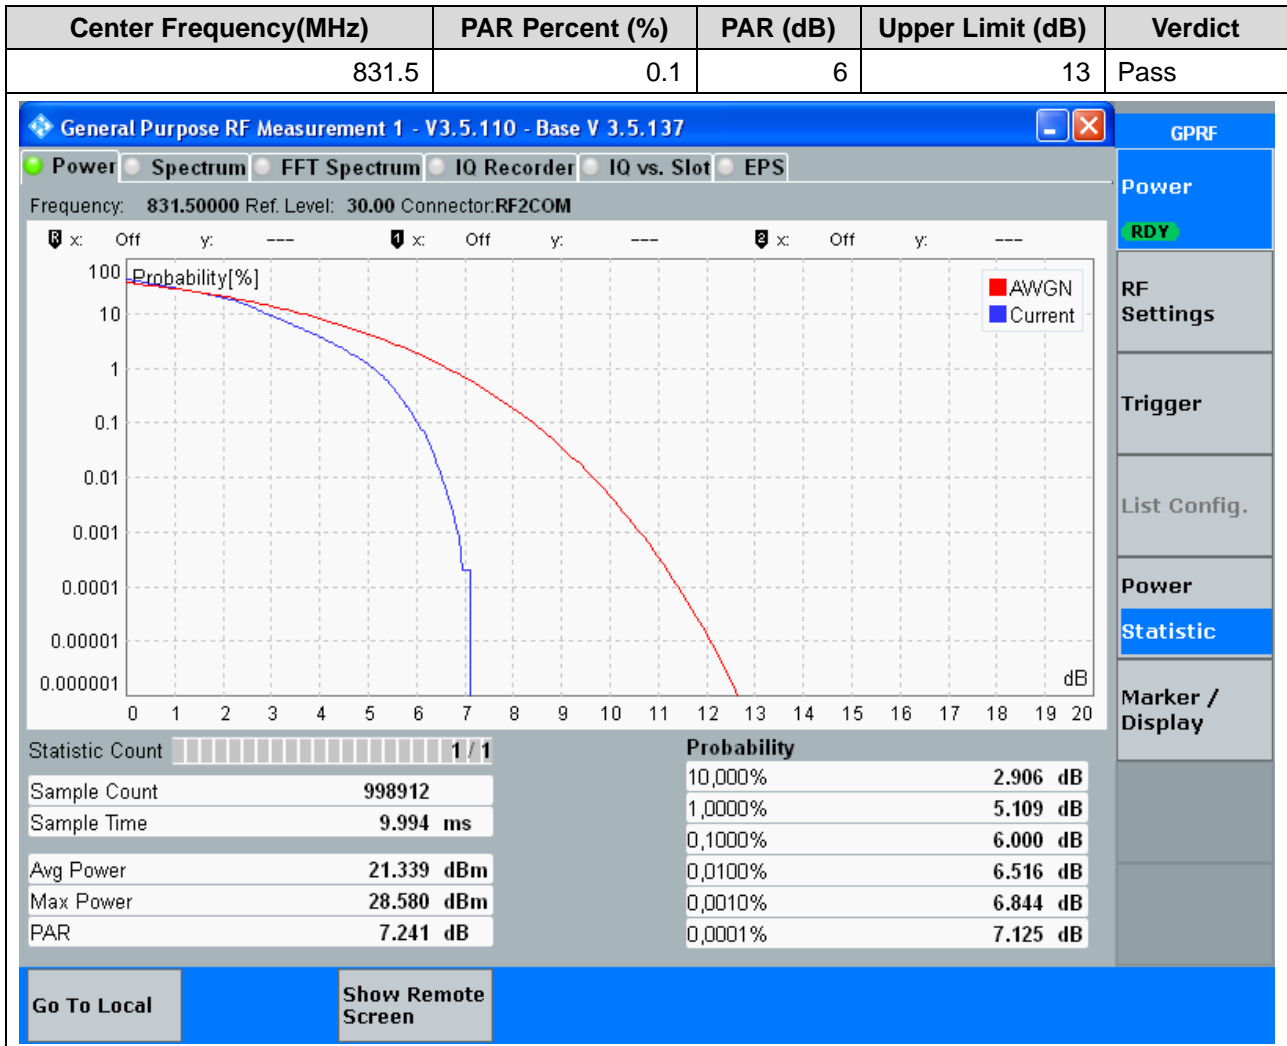 Center Frequency(MHz) PAR Percent (%) PAR (dB) Upper Limit (dB) Verdict
831.5 0.1 6 13 Pass
General Purpose RF Measurement 1 - V3.5.110 - Base V 3.5.137
GPRF
Power Spectrum FFT Spectrum IQ Recorder IQ vs. Slot EPS
Frequency: 831.50000 Ref. Level: 30.00 Connector:RF2COM
R x: Off y: --- 1 x: Off y: --- 2 x: Off y: ---
Probability[%]
AWGN
Current
100
10
1
0.1
0.01
0.001
0.0001
0.00001
0.000001
dB
0 1 2 3 4 5 6 7 8 9 10 11 12 13 14 15 16 17 18 19 20
Statistic Count 1 / 1
Sample Count 998912
Sample Time 9.994 ms
Avg Power 21.339 dBm
Max Power 28.580 dBm
PAR 7.241 dB
Probability
10,000% 2.906 dB
1,0000% 5.109 dB
0,1000% 6.000 dB
0,0100% 6.516 dB
0,0010% 6.844 dB
0,0001% 7.125 dB
Power
RDY
RF
Settings
Trigger
List Config.
Power
Statistic
Marker /
Display
Go To Local
Show Remote
Screen